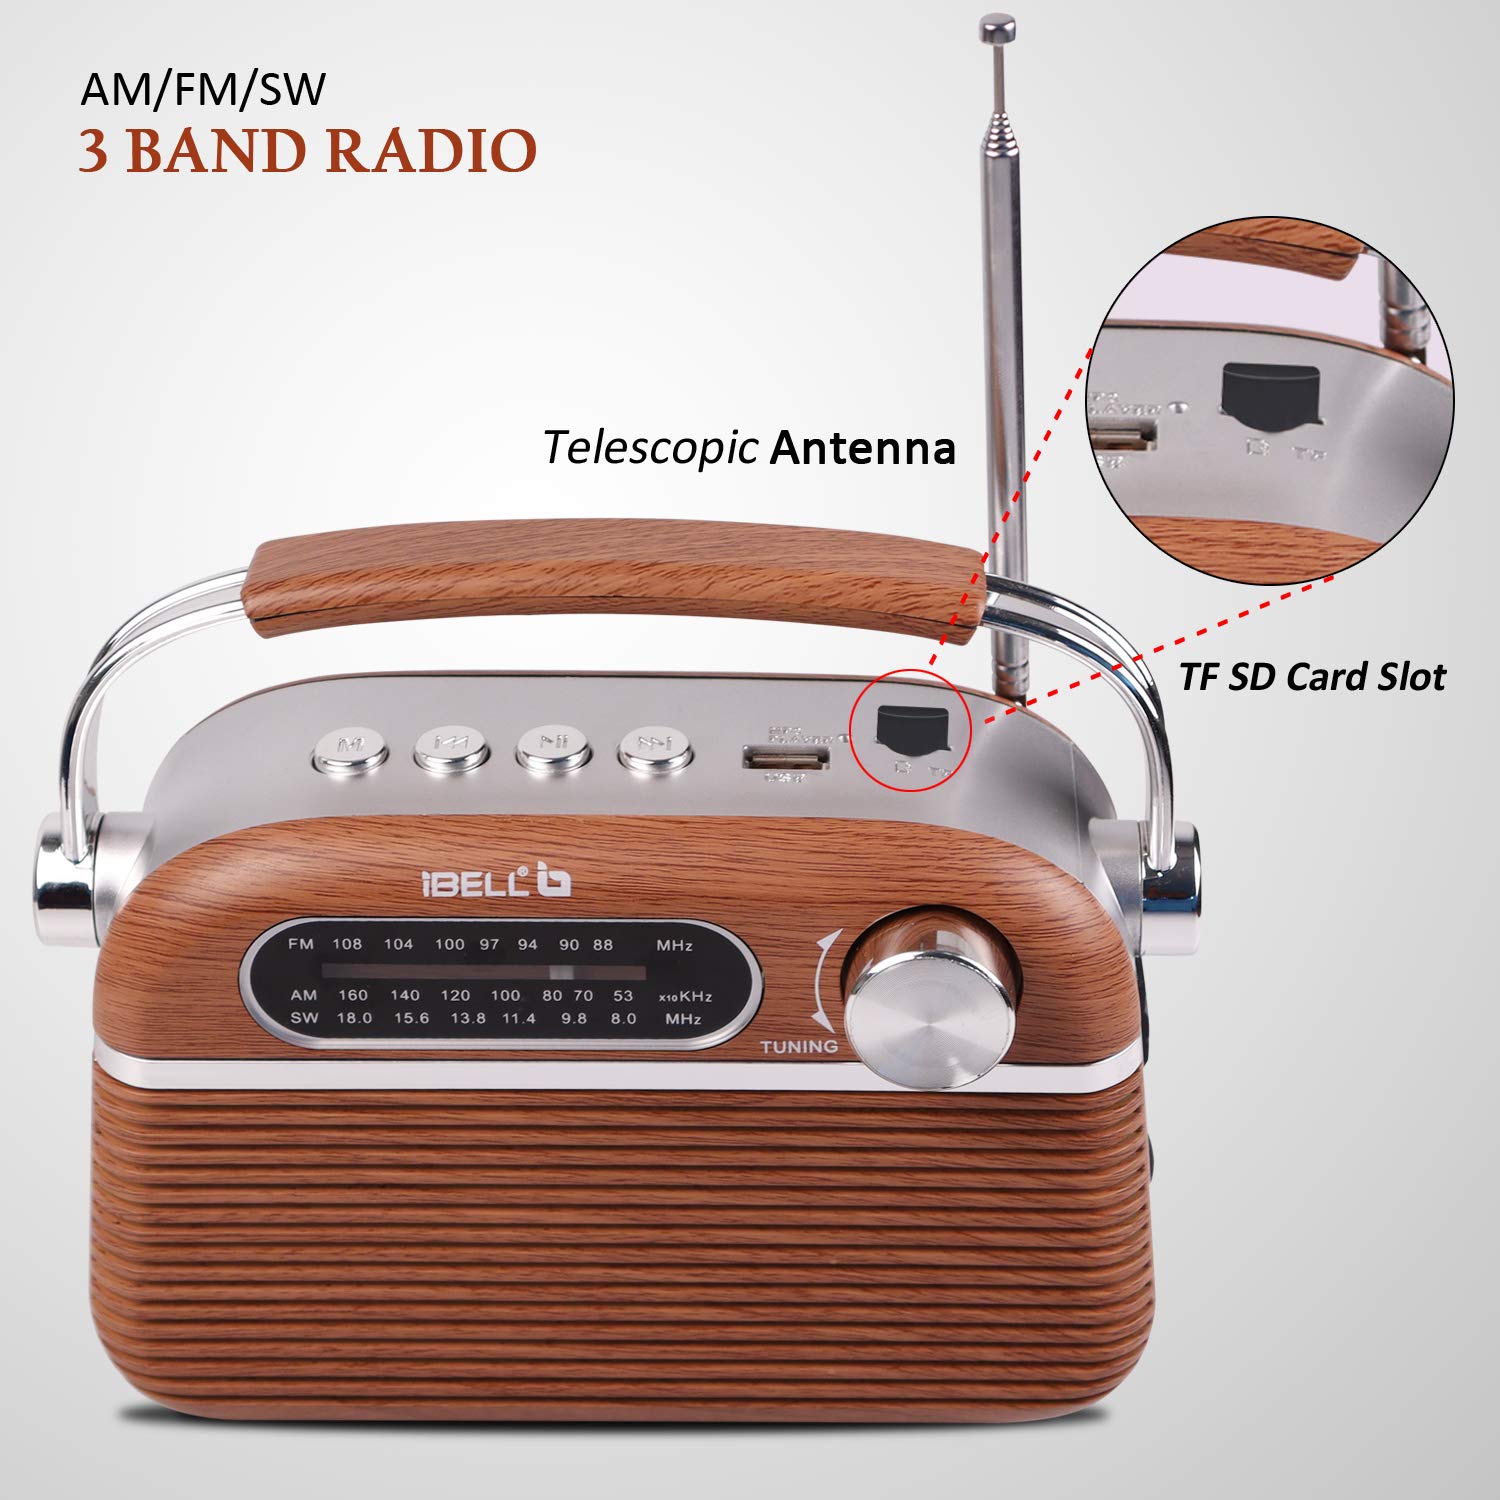 AM/FM/SW
3 BAND RADIO
Telescopic Antenna
TF SD Card Slot
M
USB
TF
iBELL®
FM 108 104 100 97 94 90 88 MHz
AM 160 140 120 100 80 70 53 x10KHz
SW 18.0 15.6 13.8 11.4 9.8 8.0 MHz
TUNING